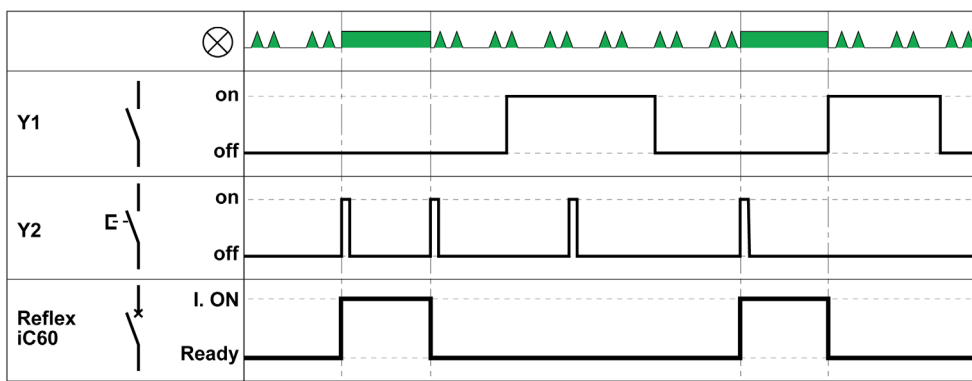 on
Y1
off
on
Y2
off
I. ON
Reflex
iC60
Ready